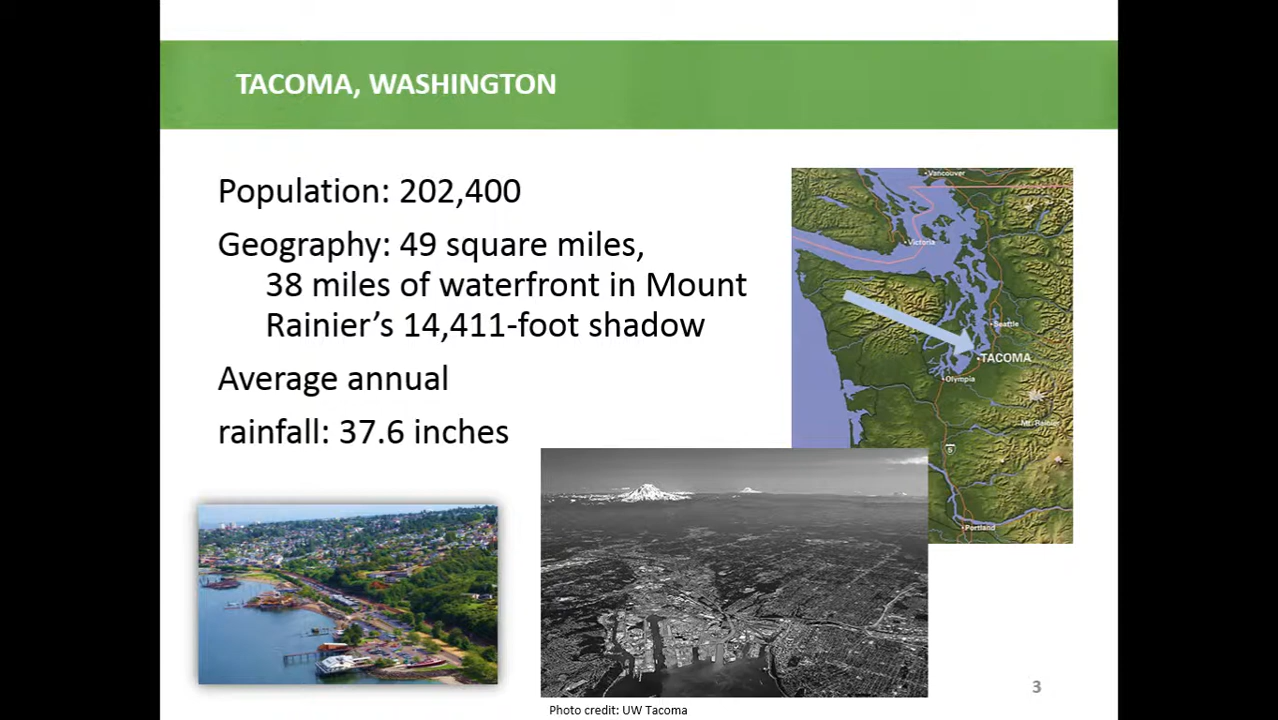 TACOMA, WASHINGTON
Population: 202,400
Geography: 49 square miles,
38 miles of waterfront in Mount
Rainier’s 14,411-foot shadow
Average annual
rainfall: 37.6 inches
Vancouver
Victoria
Seattle
TACOMA
Olympia
Mt. Rainier
5
Portland
Photo credit: UW Tacoma
3